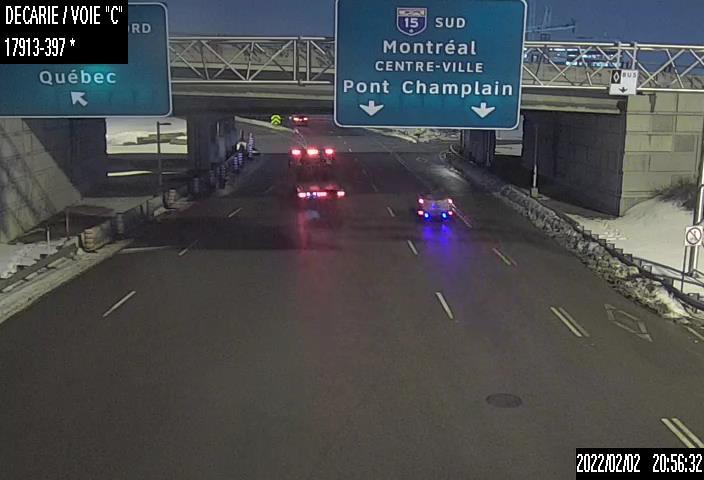 DECARIE / VOIE "C"
17913-397 *
ORD
Québec
15 SUD
Montréal
CENTRE-VILLE
Pont Champlain
BUS
2022/02/02 20:56:32